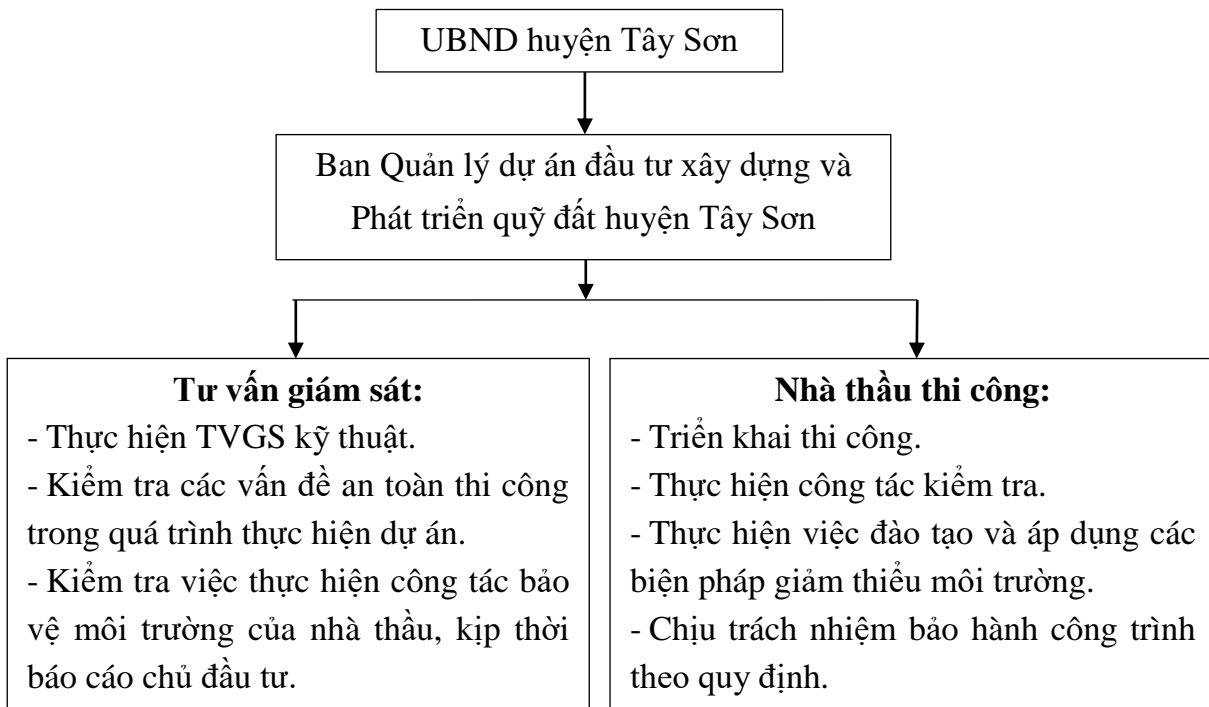 UBND huyện Tây Sơn
Ban Quản lý dự án đầu tư xây dựng và
Phát triển quỹ đất huyện Tây Sơn
Tư vấn giám sát:
- Thực hiện TVGS kỹ thuật.
- Kiểm tra các vấn đề an toàn thi công
trong quá trình thực hiện dự án.
- Kiểm tra việc thực hiện công tác bảo
vệ môi trường của nhà thầu, kịp thời
báo cáo chủ đầu tư.
Nhà thầu thi công:
- Triển khai thi công.
- Thực hiện công tác kiểm tra.
- Thực hiện việc đào tạo và áp dụng các
biện pháp giảm thiểu môi trường.
- Chịu trách nhiệm bảo hành công trình
theo quy định.